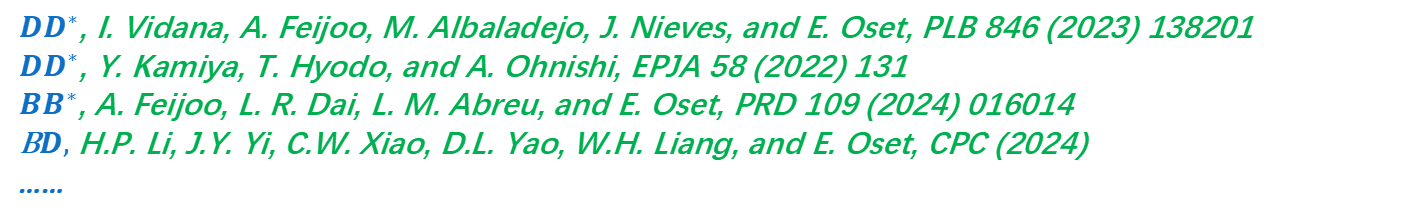 DD*, I. Vidana, A. Feijoo, M. Albaladejo, J. Nieves, and E. Oset, PLB 846 (2023) 138201
DD*, Y. Kamiya, T. Hyodo, and A. Ohnishi, EPJA 58 (2022) 131
BB*, A. Feijoo, L. R. Dai, L. M. Abreu, and E. Oset, PRD 109 (2024) 016014
BD, H.P. Li, J.Y. Yi, C.W. Xiao, D.L. Yao, W.H. Liang, and E. Oset, CPC (2024)
……